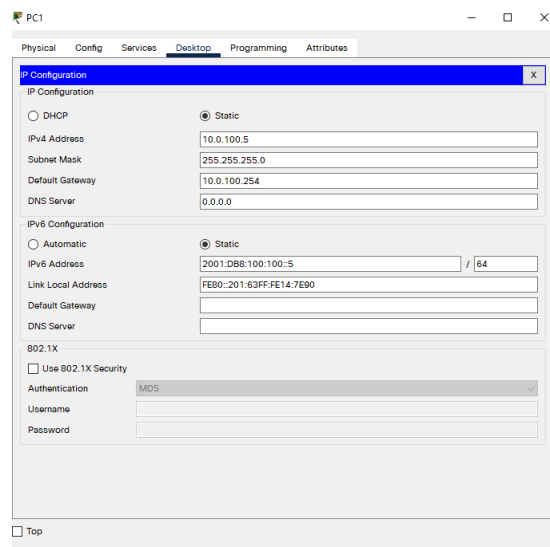 PC1
Physical Config Services Desktop Programming Attributes
IP Configuration X
IP Configuration
DHCP Static
IPv4 Address 10.0.100.5
Subnet Mask 255.255.255.0
Default Gateway 10.0.100.254
DNS Server 0.0.0.0
IPv6 Configuration
Automatic Static
IPv6 Address 2001:DB8:100:100::5 / 64
Link Local Address FE80::201:63FF:FE14:7E90
Default Gateway
DNS Server
802.1X
Use 802.1X Security
Authentication MD5
Username
Password
Top